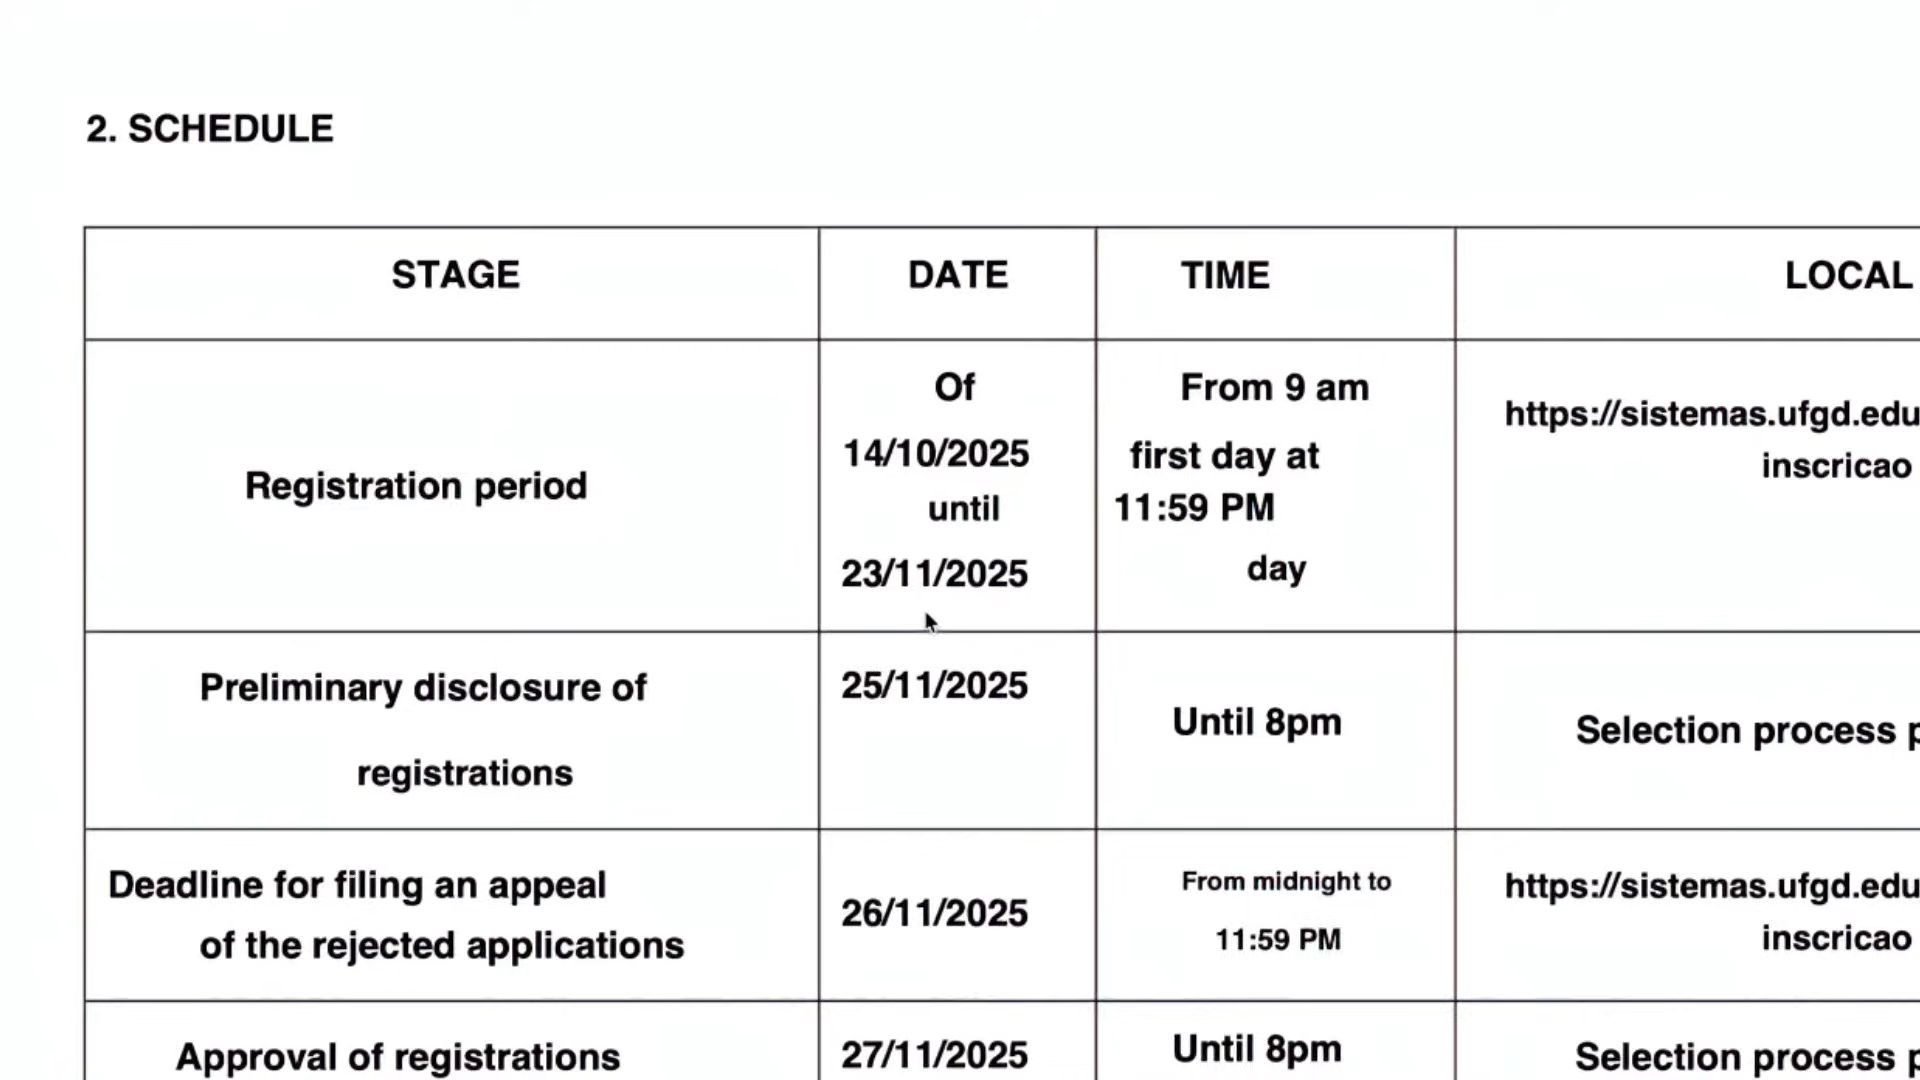 2. SCHEDULE
STAGE DATE TIME LOCAL
Registration period
Of
14/10/2025
until
23/11/2025
From 9 am
first day at
11:59 PM
day
https://sistemas.ufgd.edu
inscricao
Preliminary disclosure of
registrations
25/11/2025
Until 8pm
Selection process
Deadline for filing an appeal
of the rejected applications
26/11/2025
From midnight to
11:59 PM
https://sistemas.ufgd.edu
inscricao
Approval of registrations
27/11/2025
Until 8pm
Selection process